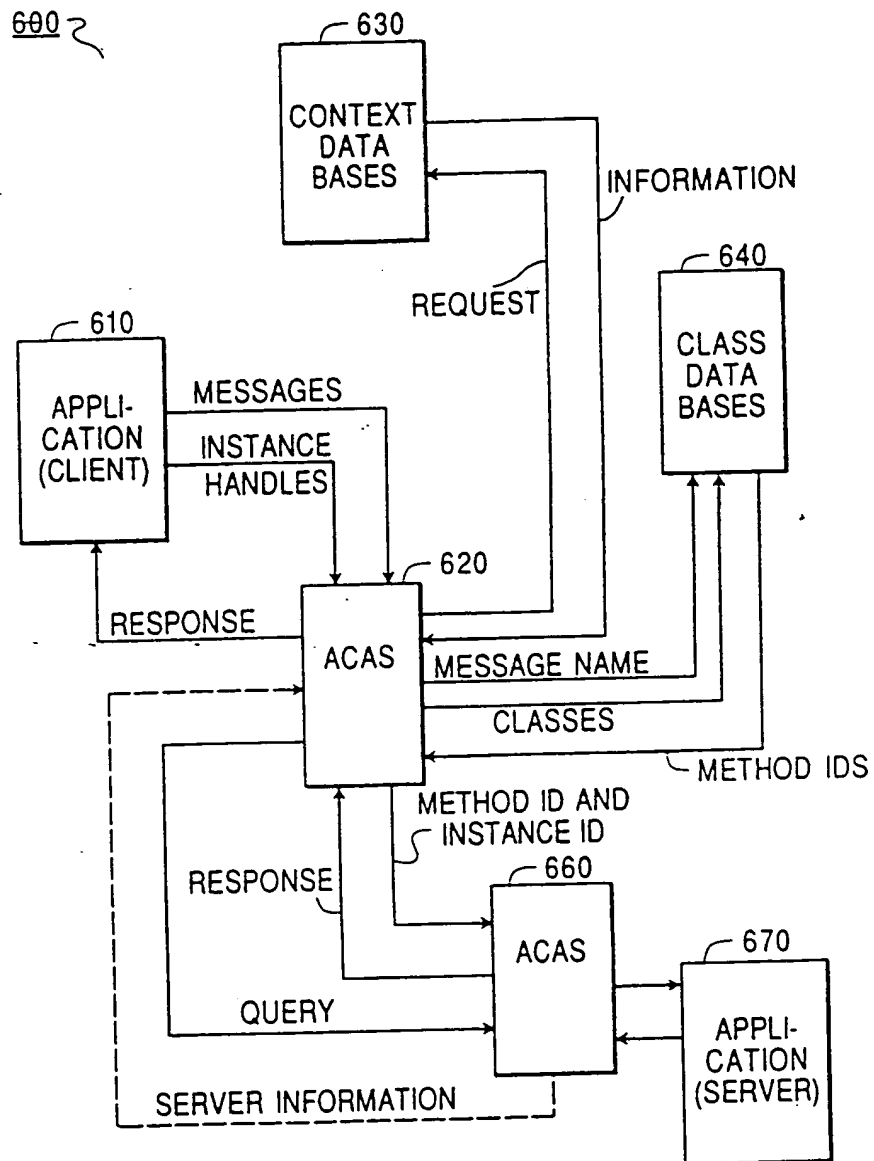 600
630
CONTEXT
DATA
BASES
INFORMATION
640
REQUEST
CLASS
DATA
BASES
610
APPLI-
CATION
(CLIENT)
MESSAGES
INSTANCE
HANDLES
620
RESPONSE
ACAS
MESSAGE NAME
CLASSES
METHOD IDS
METHOD ID AND
INSTANCE ID
RESPONSE
660
ACAS
670
QUERY
APPLI-
CATION
(SERVER)
SERVER INFORMATION